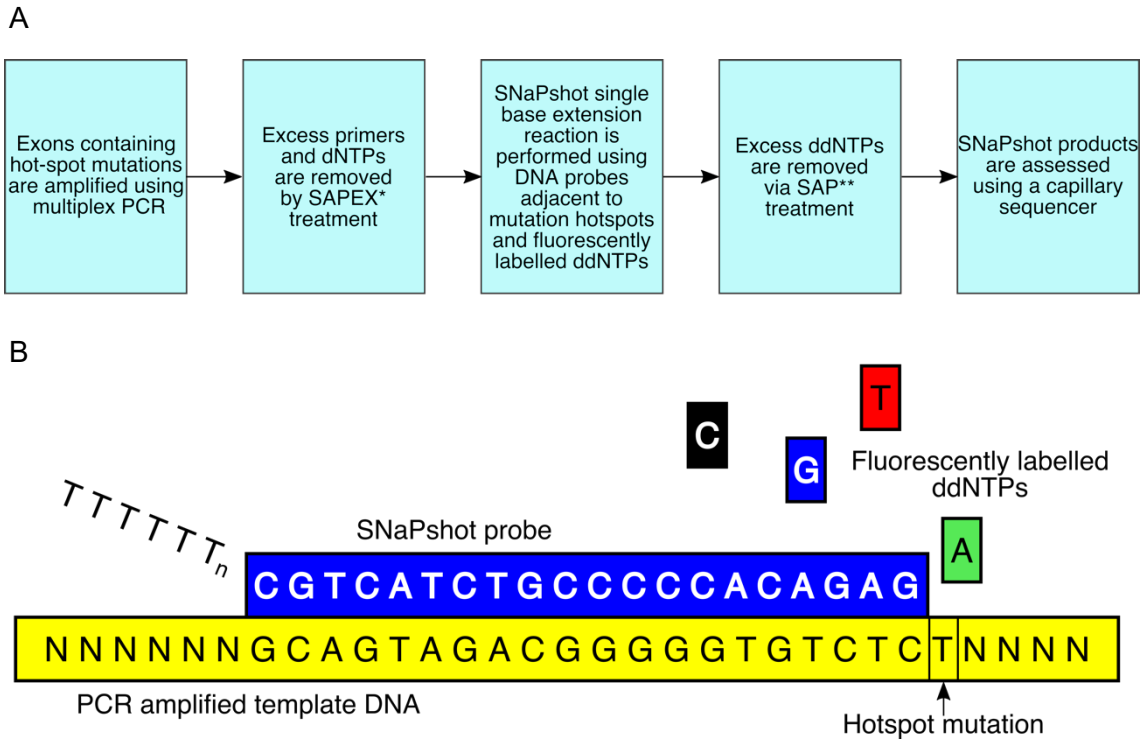 A
Exons containing
hot-spot mutations
are amplified using
multiplex PCR
Excess primers
and dNTPs
are removed
by SAPEX*
treatment
SNaPshot single
base extension
reaction is
performed using
DNA probes
adjacent to
mutation hotspots
and fluorescently
labelled ddNTPs
Excess ddNTPs
are removed
via SAP**
treatment
SNaPshot products
are assessed
using a capillary
sequencer
B
T
C
G
Fluorescently labelled
ddNTPs
A
TTTTTTn
SNaPshot probe
CGTCATCTGCCCCCACAGAG
NNNNNNGCAGTAGACGGGGGTGTCTCTNNNN
PCR amplified template DNA
Hotspot mutation